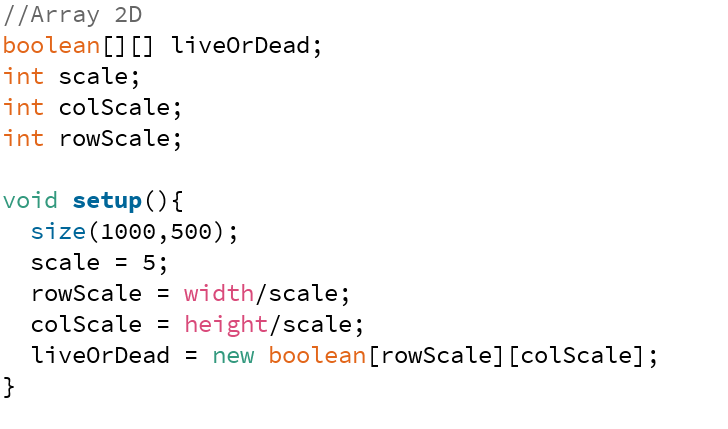 //Array 2D
boolean[][] liveOrDead;
int scale;
int colScale;
int rowScale;

void setup(){
  size(1000,500);
  scale = 5;
  rowScale = width/scale;
  colScale = height/scale;
  liveOrDead = new boolean[rowScale][colScale];
}